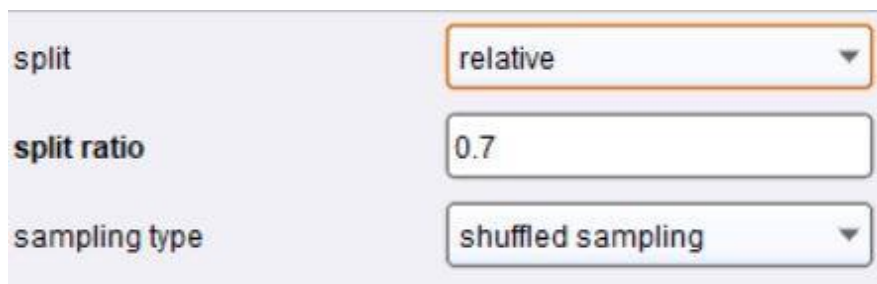 split relative
split ratio 0.7
sampling type shuffled sampling